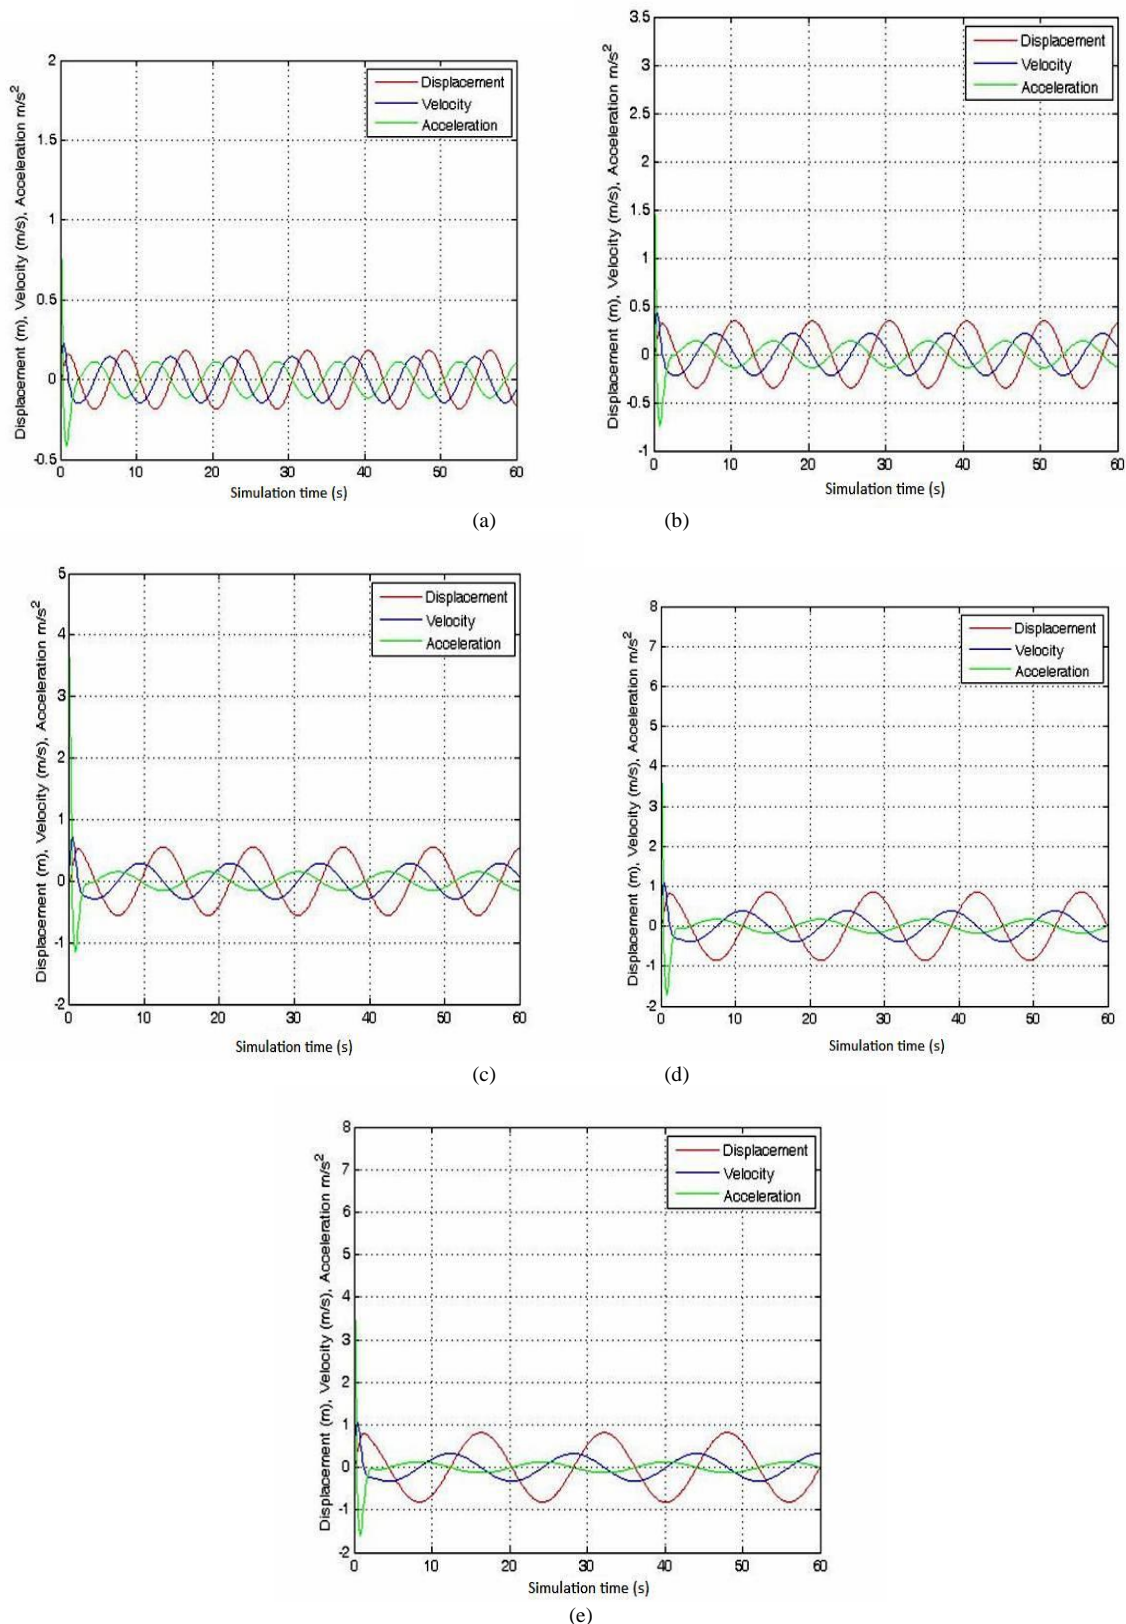 Displacement (m), Velocity (m/s), Acceleration m/s²
2
1.5
1
0.5
0
-0.5
Displacement
Velocity
Acceleration
0 10 20 30 40 50 60
Simulation time (s)
(a)
Displacement (m), Velocity (m/s), Acceleration m/s²
3.5
3
2.5
2
1.5
1
0.5
0
-0.5
-1
Displacement
Velocity
Acceleration
0 10 20 30 40 50 60
Simulation time (s)
(b)
Displacement (m), Velocity (m/s), Acceleration m/s²
5
4
3
2
1
0
-1
-2
Displacement
Velocity
Acceleration
0 10 20 30 40 50 60
Simulation time (s)
(c)
Displacement (m), Velocity (m/s), Acceleration m/s²
8
7
6
5
4
3
2
1
0
-1
-2
Displacement
Velocity
Acceleration
0 10 20 30 40 50 60
Simulation time (s)
(d)
Displacement (m), Velocity (m/s), Acceleration m/s²
8
7
6
5
4
3
2
1
0
-1
-2
Displacement
Velocity
Acceleration
0 10 20 30 40 50 60
Simulation time (s)
(e)